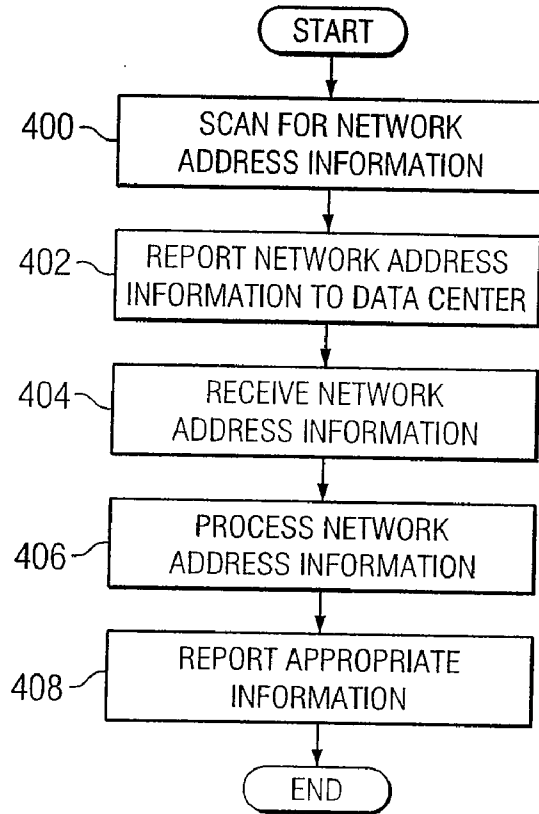 START
400
SCAN FOR NETWORK
ADDRESS INFORMATION
402
REPORT NETWORK ADDRESS
INFORMATION TO DATA CENTER
404
RECEIVE NETWORK
ADDRESS INFORMATION
406
PROCESS NETWORK
ADDRESS INFORMATION
408
REPORT APPROPRIATE
INFORMATION
END